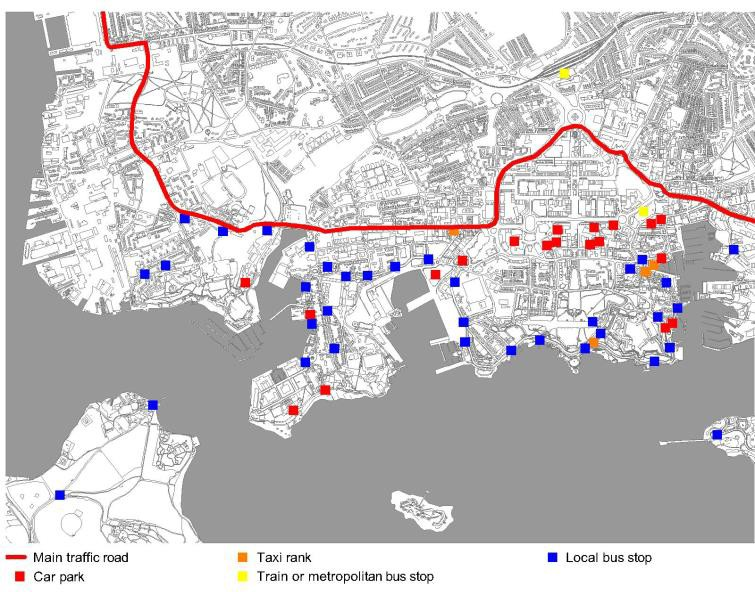 Main traffic road
Taxi rank
Local bus stop
Car park
Train or metropolitan bus stop